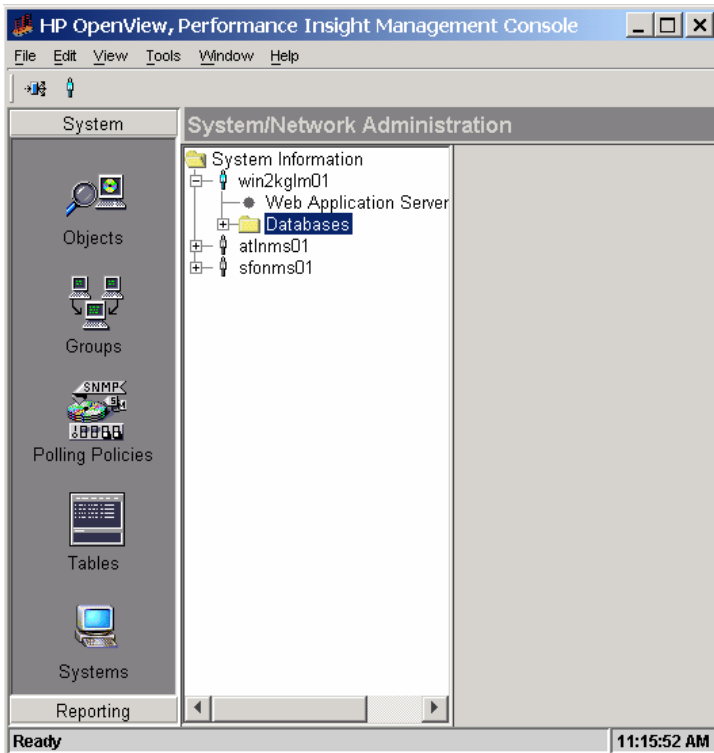 HP OpenView, Performance Insight Management Console
File Edit View Tools Window Help
System
System/Network Administration
System Information
win2kglm01
Web Application Server
Databases
atlnms01
sfonms01
Objects
Groups
SNMP
Polling Policies
Tables
Systems
Reporting
Ready
11:15:52 AM